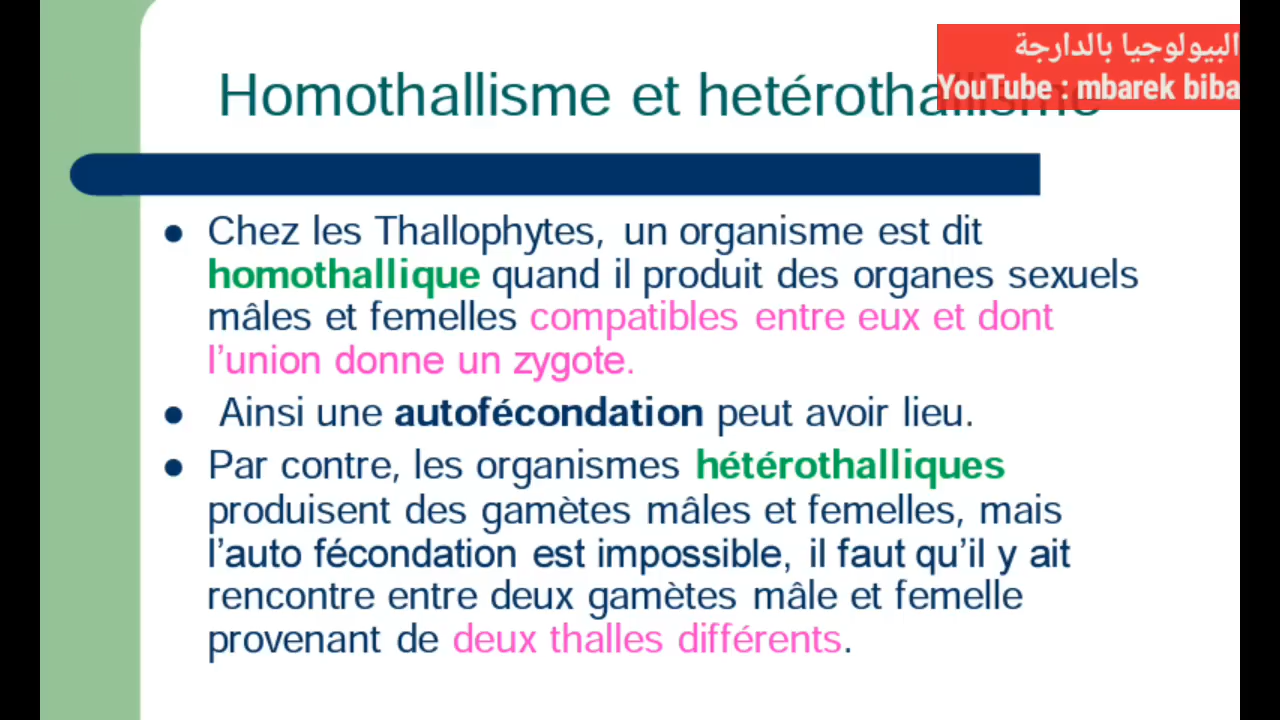 البيولوجيا بالدارجة
YouTube : mbarek biba
Homothallisme et hetérothallisme
● Chez les Thallophytes, un organisme est dit
homothallique quand il produit des organes sexuels
mâles et femelles compatibles entre eux et dont
l’union donne un zygote.
● Ainsi une autofécondation peut avoir lieu.
● Par contre, les organismes hétérothalliques
produisent des gamètes mâles et femelles, mais
l’auto fécondation est impossible, il faut qu’il y ait
rencontre entre deux gamètes mâle et femelle
provenant de deux thalles différents.